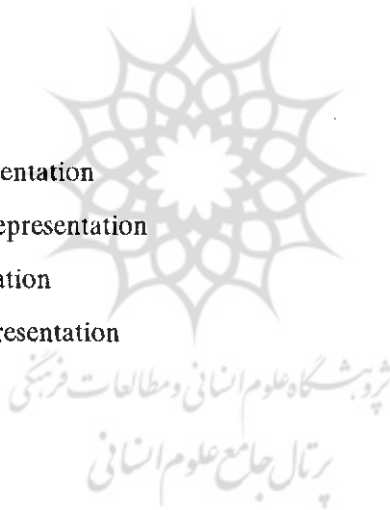 entation
epresentation
ation
resentation
پژوهشگاه علوم انسانی و مطالعات فرهنگی
پرتال جامع علوم انسانی